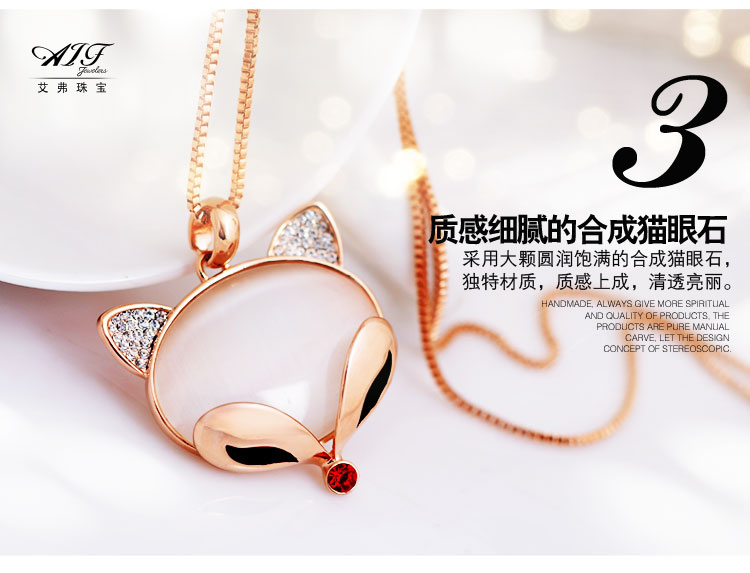 AIF
Jewelers
艾弗珠宝
3
质感细腻的合成猫眼石
采用大颗圆润饱满的合成猫眼石，
独特材质，质感上成，清透亮丽。
HANDMADE, ALWAYS GIVE MORE SPIRITUAL
AND QUALITY OF PRODUCTS, THE
PRODUCTS ARE PURE MANUAL
CARVE, LET THE DESIGN
CONCEPT OF STEREOSCOPIC.